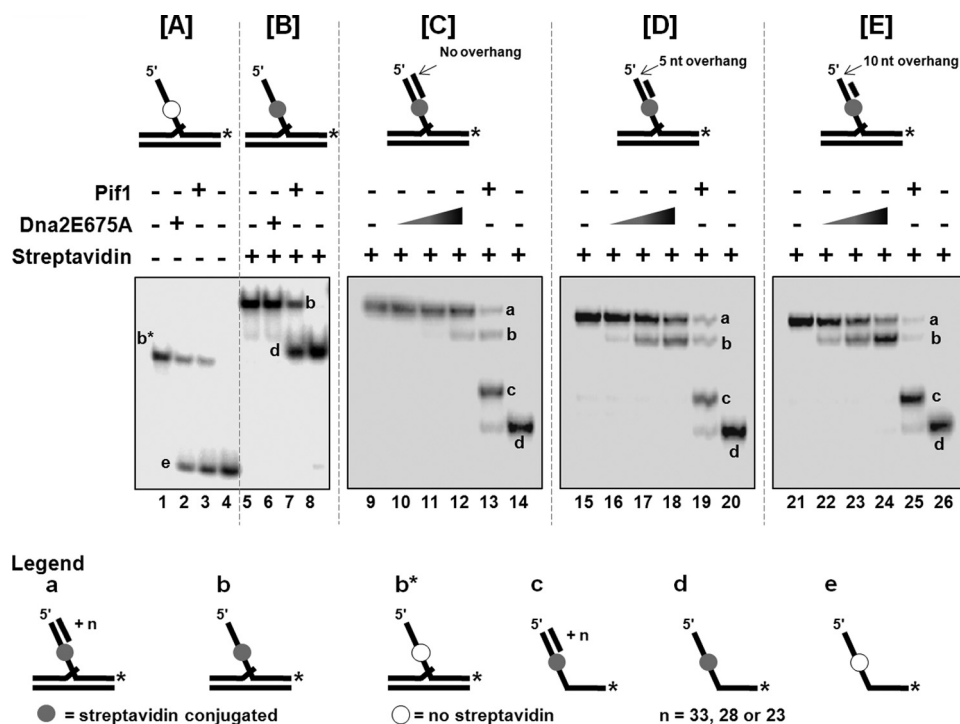 [A] [B] [C] [D] [E]
No overhang 5 nt overhang 10 nt overhang
5' 5' 5' 5' 5'
* * * * *
Pif1 - - + - - - + - - - - - + - - - - - + - - - - - + -
Dna2E675A - + - - - + - - - - - - - - - -
Streptavidin - - - - + + + + + + + + + + + + + + + + + + + + + +
b* e b d a b c d a b c d a b c d
1 2 3 4 5 6 7 8 9 10 11 12 13 14 15 16 17 18 19 20 21 22 23 24 25 26
Legend
a b b* c d e
5' + n 5' 5' 5' + n 5' 5'
* * * * * *
= streptavidin conjugated = no streptavidin n = 33, 28 or 23